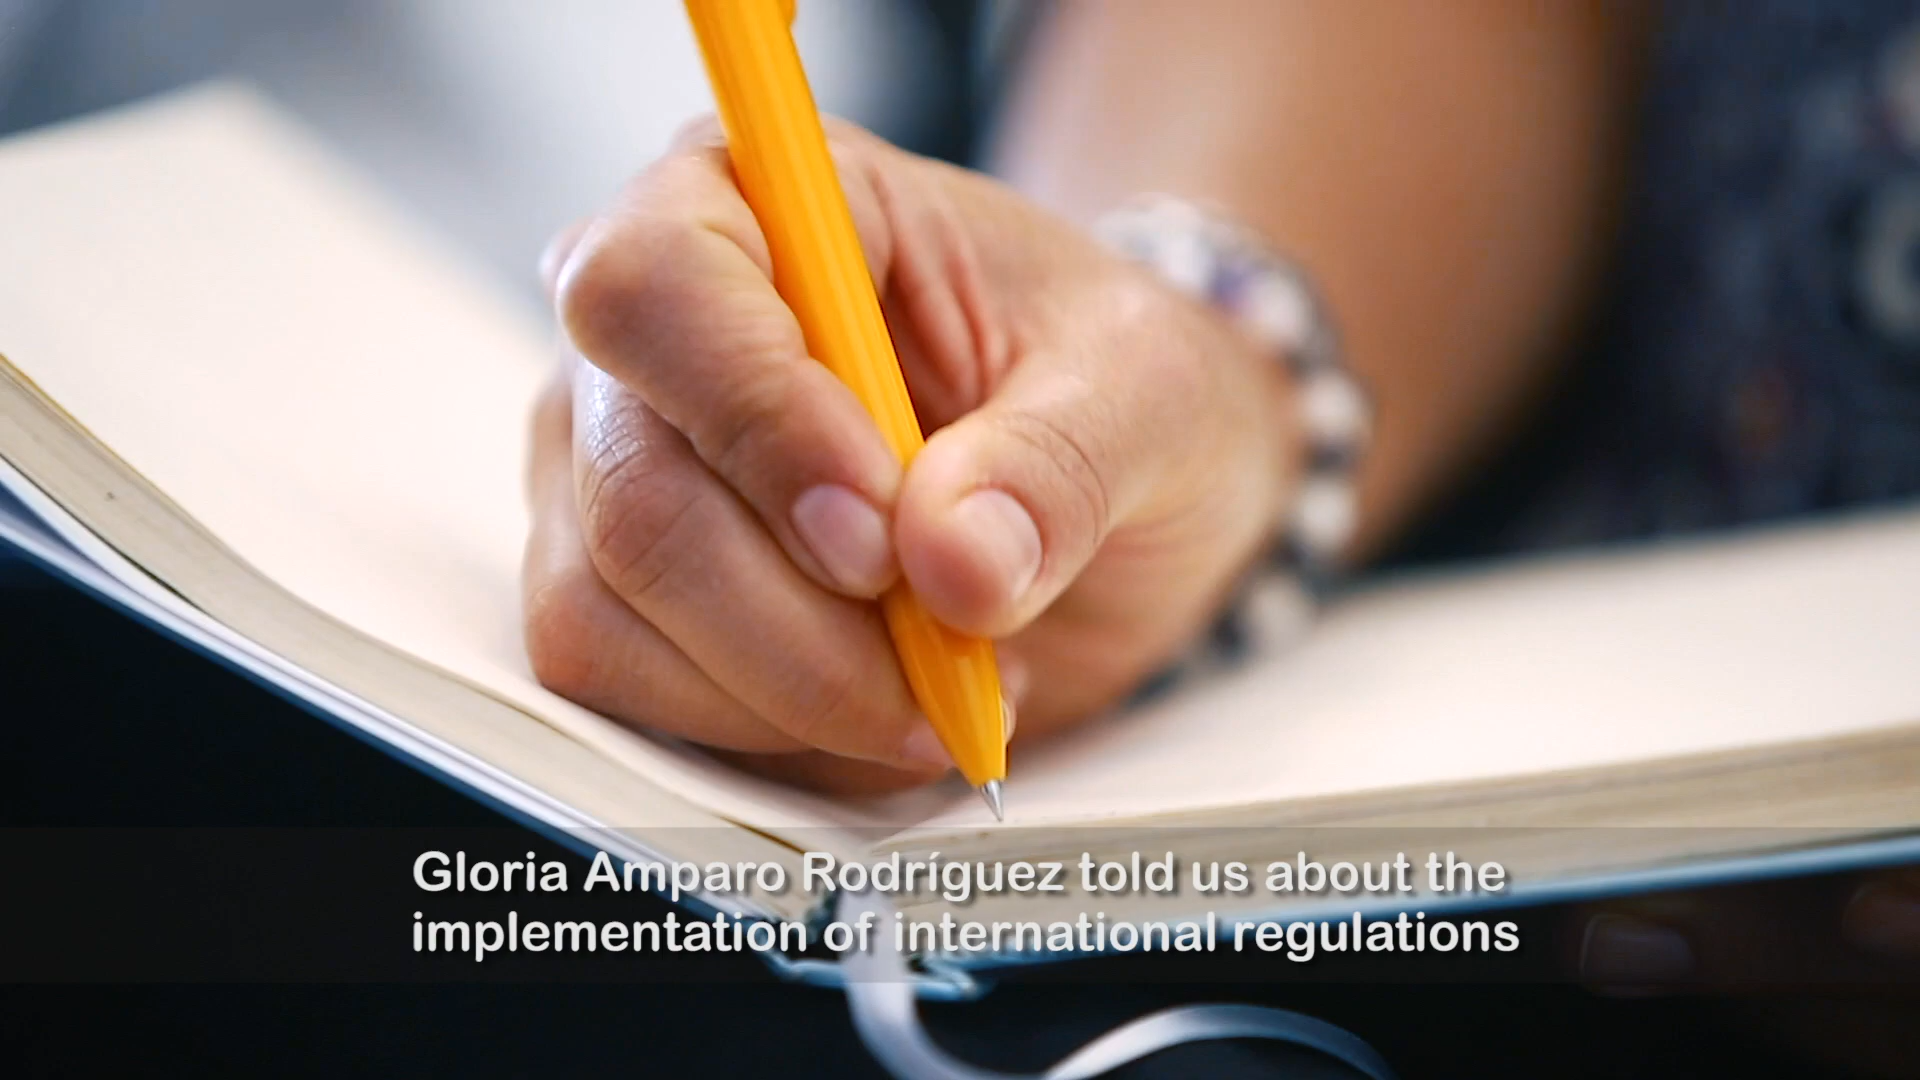 Gloria Amparo Rodríguez told us about the
implementation of international regulations